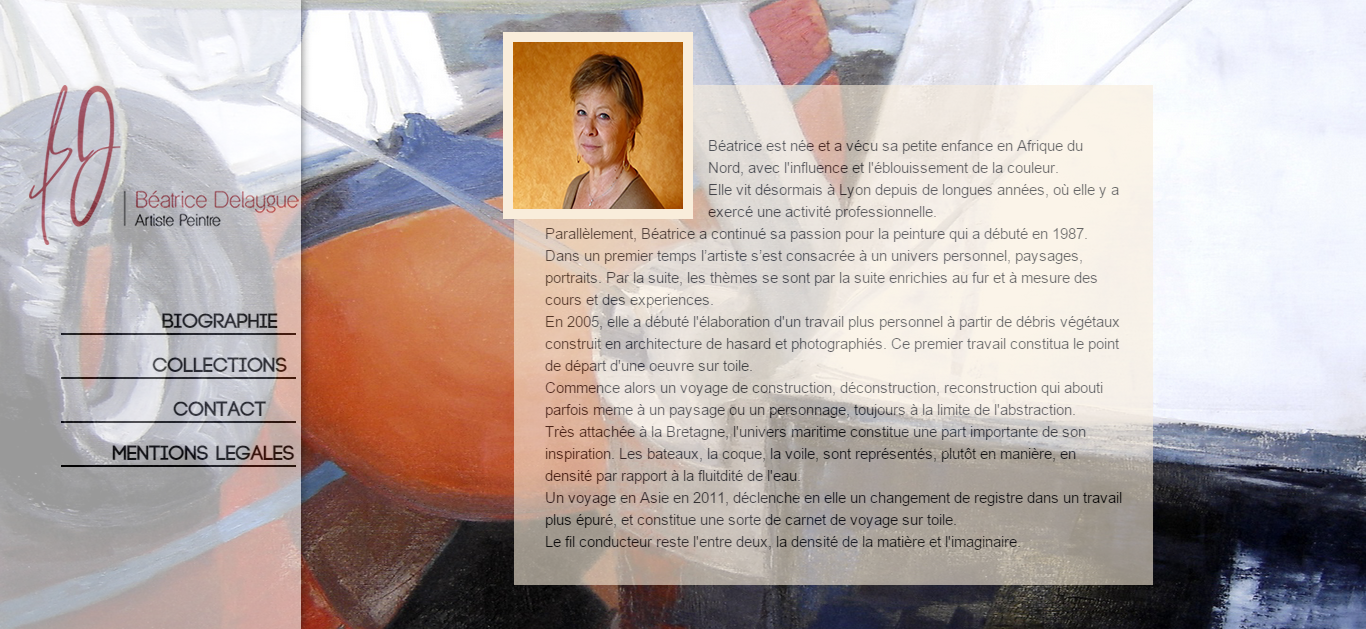 Béatrice Delaygue
Artiste Peintre
BIOGRAPHIE
COLLECTIONS
CONTACT
MENTIONS LEGALES
Béatrice est née et a vécu sa petite enfance en Afrique du
Nord, avec l'influence et l'éblouissement de la couleur.
Elle vit désormais à Lyon depuis de longues années, où elle y a
exercé une activité professionnelle.
Parallèlement, Béatrice a continué sa passion pour la peinture qui a débuté en 1987.
Dans un premier temps l’artiste s’est consacrée à un univers personnel, paysages,
portraits. Par la suite, les thèmes se sont par la suite enrichies au fur et à mesure des
cours et des experiences.
En 2005, elle a débuté l'élaboration d'un travail plus personnel à partir de débris végétaux
construit en architecture de hasard et photographiés. Ce premier travail constitua le point
de départ d'une oeuvre sur toile.
Commence alors un voyage de construction, déconstruction, reconstruction qui abouti
parfois meme à un paysage ou un personnage, toujours à la limite de l'abstraction.
Très attachée à la Bretagne, l'univers maritime constitue une part importante de son
inspiration. Les bateaux, la coque, la voile, sont représentés, plutôt en manière, en
densité par rapport à la fluitdité de l'eau.
Un voyage en Asie en 2011, déclenche en elle un changement de registre dans un travail
plus épuré, et constitue une sorte de carnet de voyage sur toile.
Le fil conducteur reste l'entre deux, la densité de la matière et l'imaginaire.